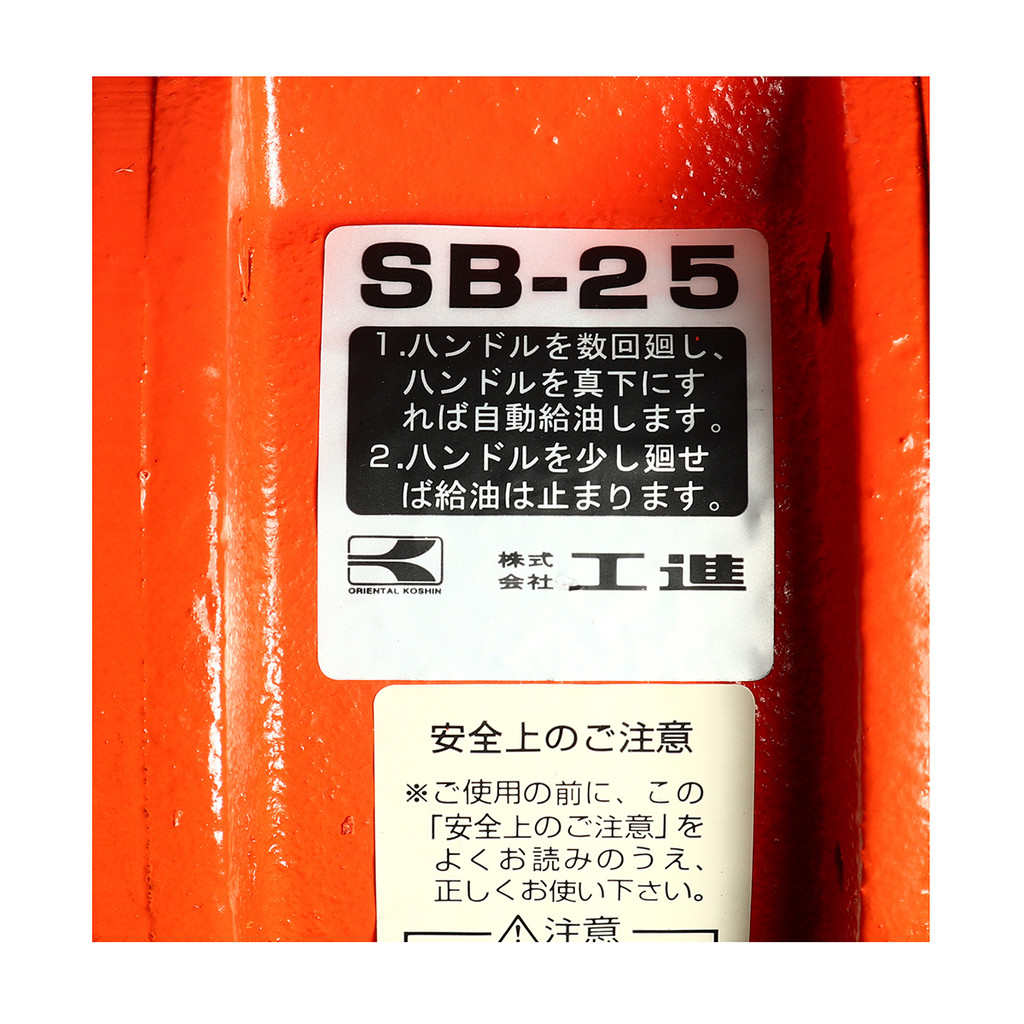 SB-25
1.ハンドルを数回廻し、
ハンドルを真下にす
れば自動給油します。
2.ハンドルを少し廻せ
ば給油は止まります。
ORIENTAL KOSHIN
株式会社 工進
安全上のご注意
※ご使用の前に、この
「安全上のご注意」を
よくお読みのうえ、
正しくお使い下さい。
⚠注意